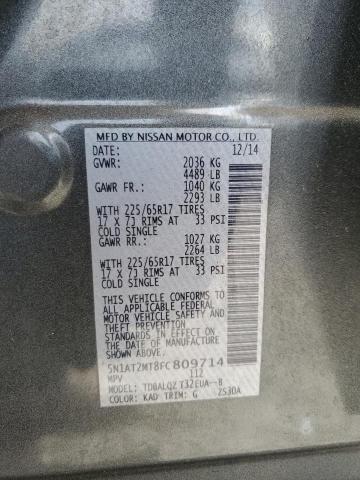 MFD BY NISSAN MOTOR CO., LTD.
DATE: 12/14
GVWR: 2036 KG
4489 LB
GAWR FR.: 1040 KG
2293 LB
WITH 225/65R17 TIRES
17 X 7J RIMS AT 33 PSI
COLD SINGLE
GAWR RR.: 1027 KG
2264 LB
WITH 225/65R17 TIRES
17 X 7J RIMS AT 33 PSI
COLD SINGLE
THIS VEHICLE CONFORMS TO ALL
APPLICABLE FEDERAL
MOTOR VEHICLE SAFETY, BUMPER,
AND THEFT PREVENTION
STANDARDS IN EFFECT ON THE
DATE OF MANUFACTURE
SHOWN ABOVE.
5N1AT2MT8FC809714
MPV 112
MODEL: TDBALQZ T32EUA--B
COLOR: KAD TRIM: G ZS30A